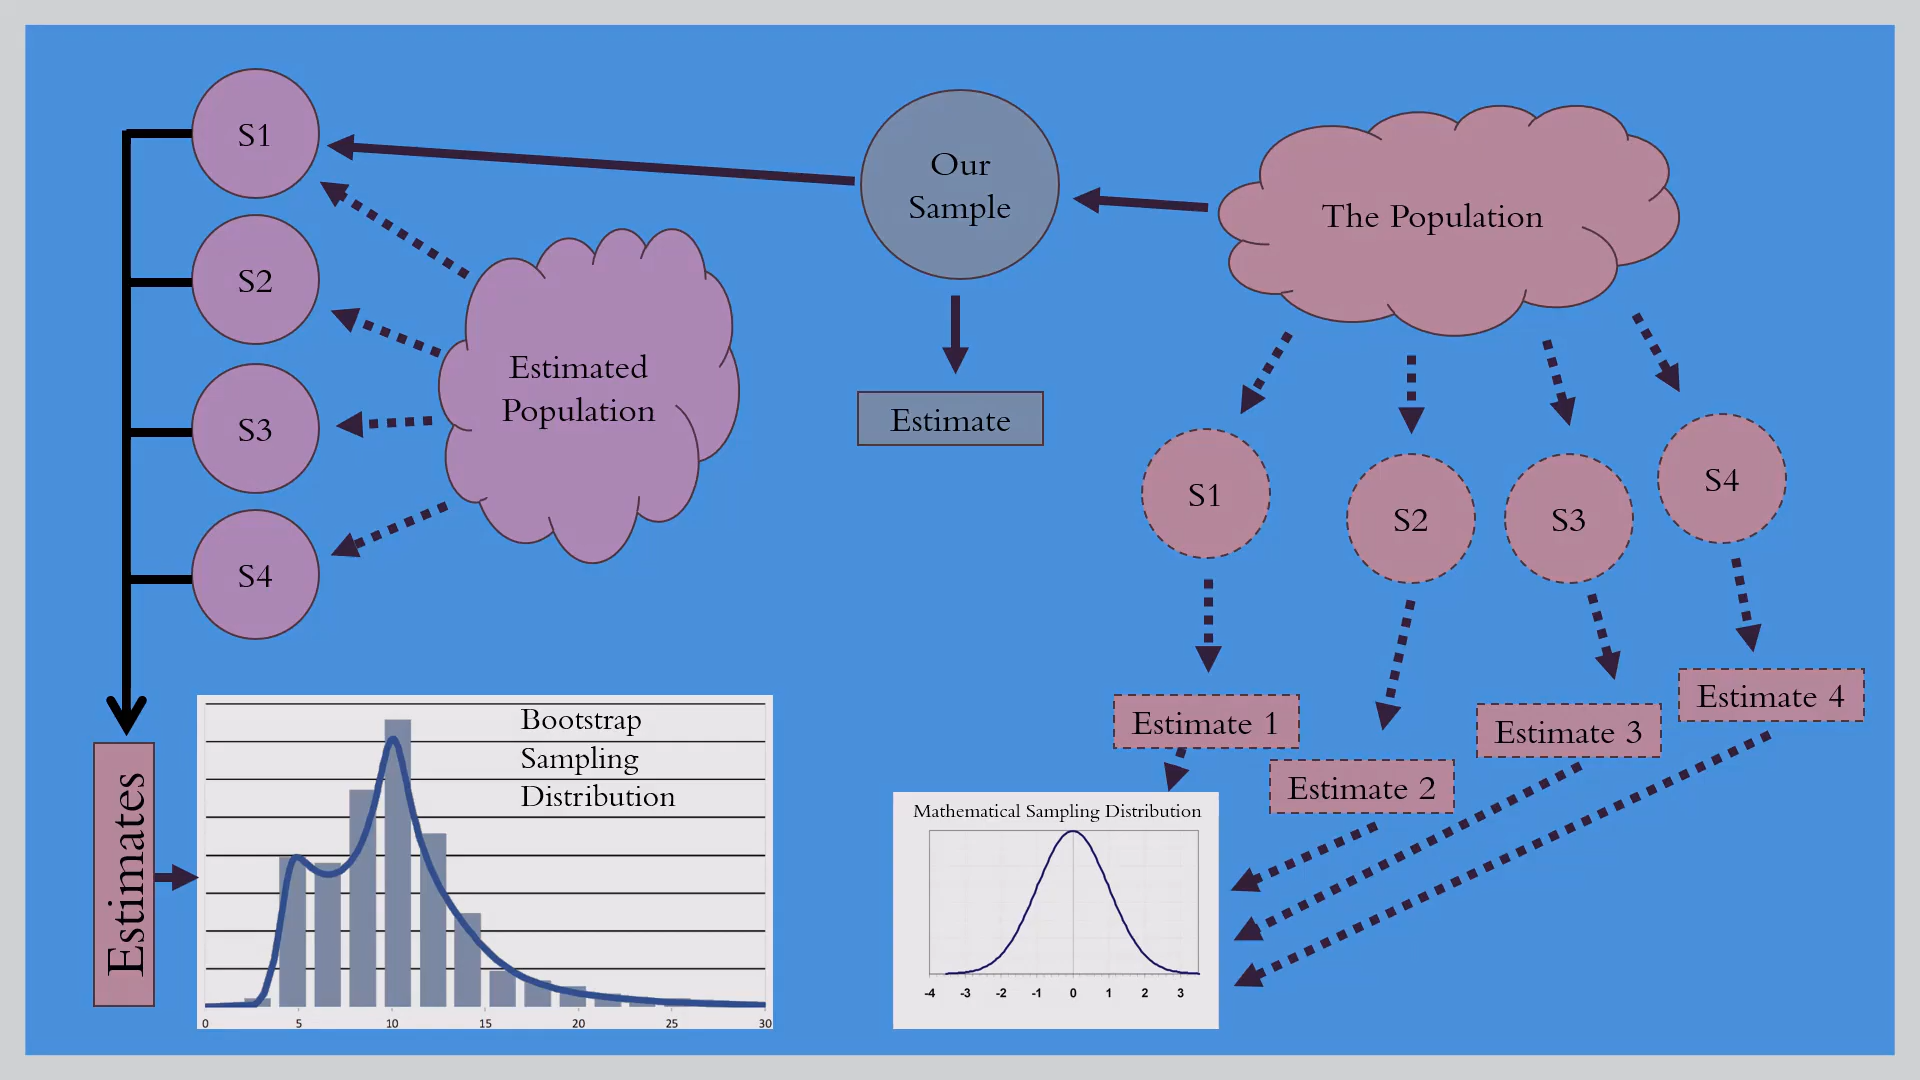 S1
S2
S3
S4
Estimated
Population
Our
Sample
Estimate
The Population
S1
S2
S3
S4
Estimate 1
Estimate 2
Estimate 3
Estimate 4
Estimates
Bootstrap
Sampling
Distribution
0 5 10 15 20 25 30
Mathematical Sampling Distribution
-4 -3 -2 -1 0 1 2 3